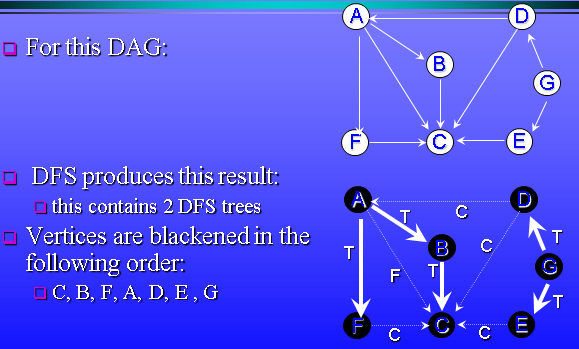 For this DAG:
A
D
B
G
F
C
E
DFS produces this result:
this contains 2 DFS trees
Vertices are blackened in the
following order:
C, B, F, A, D, E , G
A
D
T
C
B
C
T
T
T
G
F
T
F
C
E
C
C